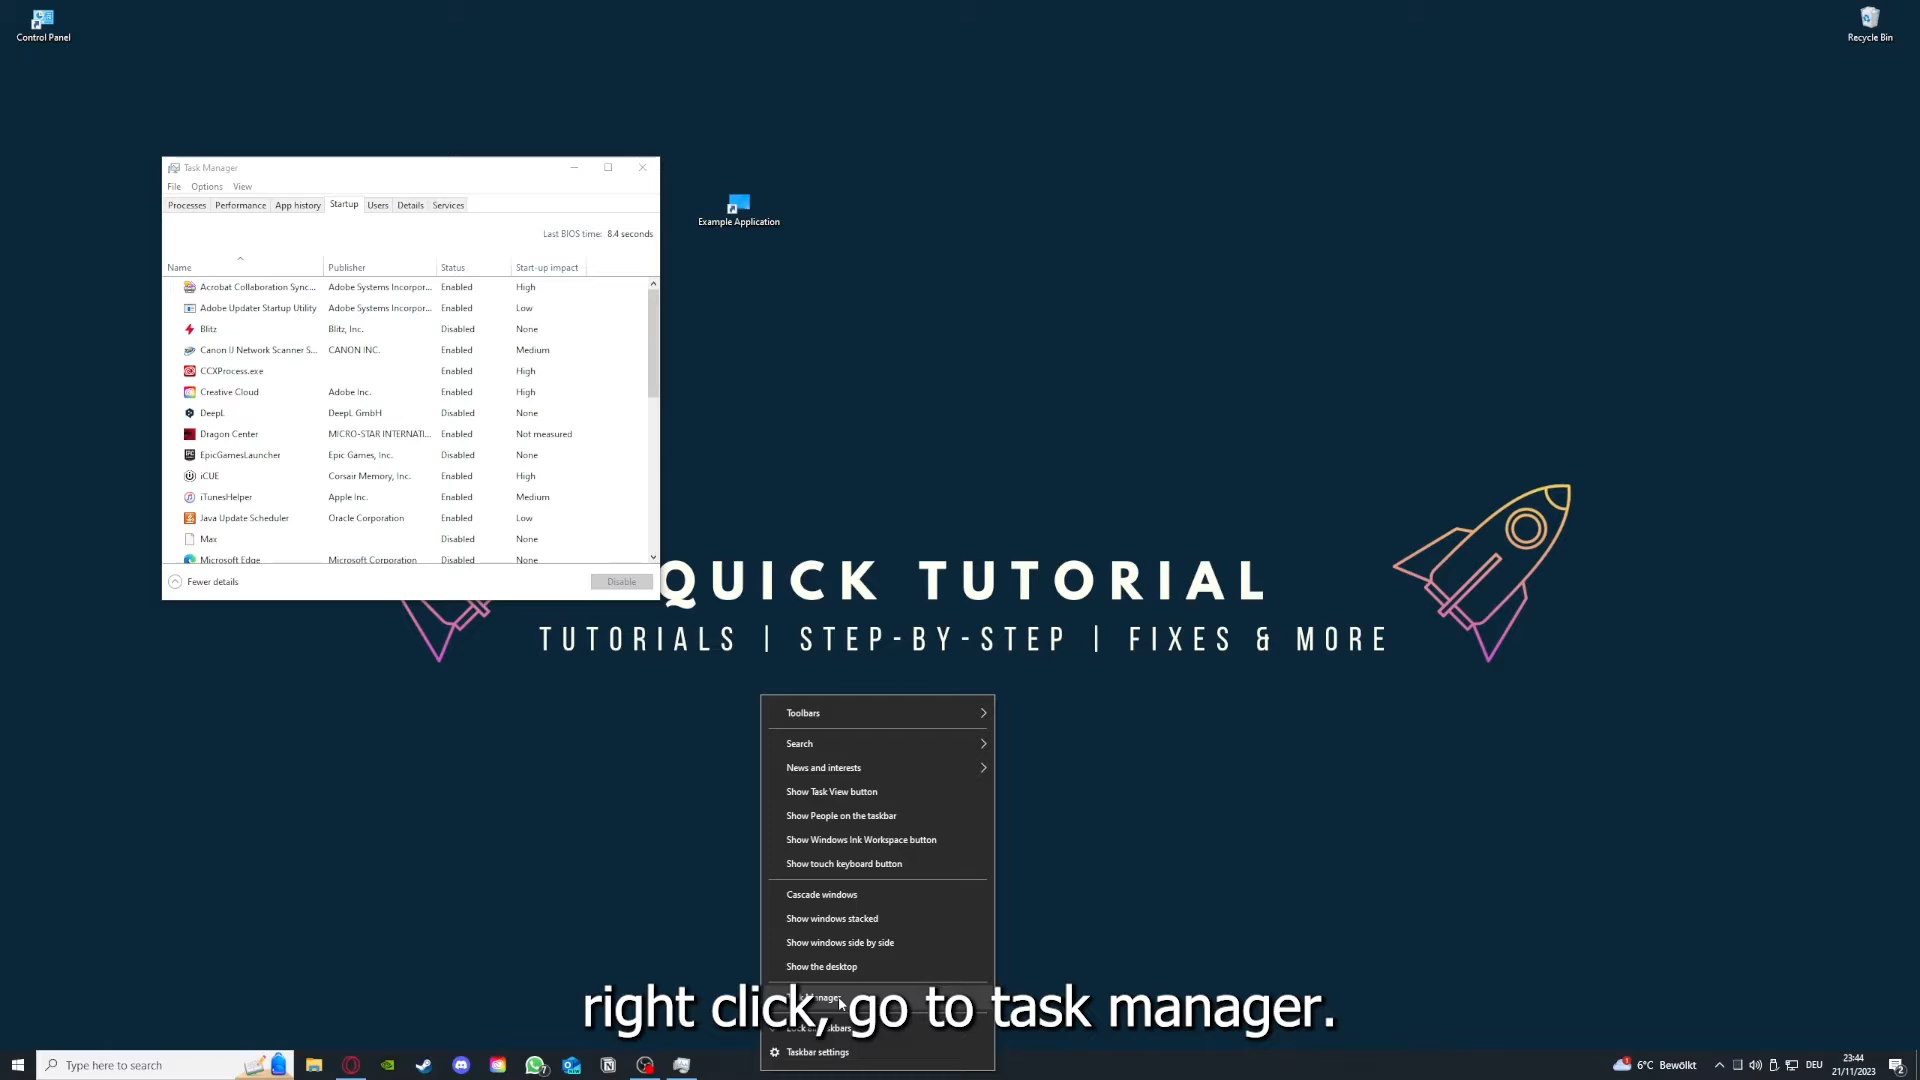 Control Panel
Recycle Bin
Task Manager
File Options View
Processes Performance App history Startup Users Details Services
Last BIOS time: 8.4 seconds
Name Publisher Status Start-up impact
Acrobat Collaboration Sync... Adobe Systems Incorpor... Enabled High
Adobe Updater Startup Utility Adobe Systems Incorpor... Enabled Low
Blitz Blitz, Inc. Disabled None
Canon IJ Network Scanner S... CANON INC. Enabled Medium
CCXProcess.exe Enabled High
Creative Cloud Adobe Inc. Enabled High
DeepL DeepL GmbH Disabled None
Dragon Center MICRO-STAR INTERNATI... Enabled Not measured
EpicGamesLauncher Epic Games, Inc. Disabled None
iCUE Corsair Memory, Inc. Enabled High
iTunesHelper Apple Inc. Enabled Medium
Java Update Scheduler Oracle Corporation Enabled Low
Max Disabled None
Microsoft Edge Microsoft Corporation Disabled None
Fewer details Disable
Example Application
QUICK TUTORIAL
TUTORIALS | STEP-BY-STEP | FIXES & MORE
Toolbars
Search
News and interests
Show Task View button
Show People on the taskbar
Show Windows Ink Workspace button
Show touch keyboard button
Cascade windows
Show windows stacked
Show windows side by side
Show the desktop
Manager
right click, go to task manager.
Taskbar settings
Type here to search
6°C Bewölkt
DEU
23:44
21/11/2023